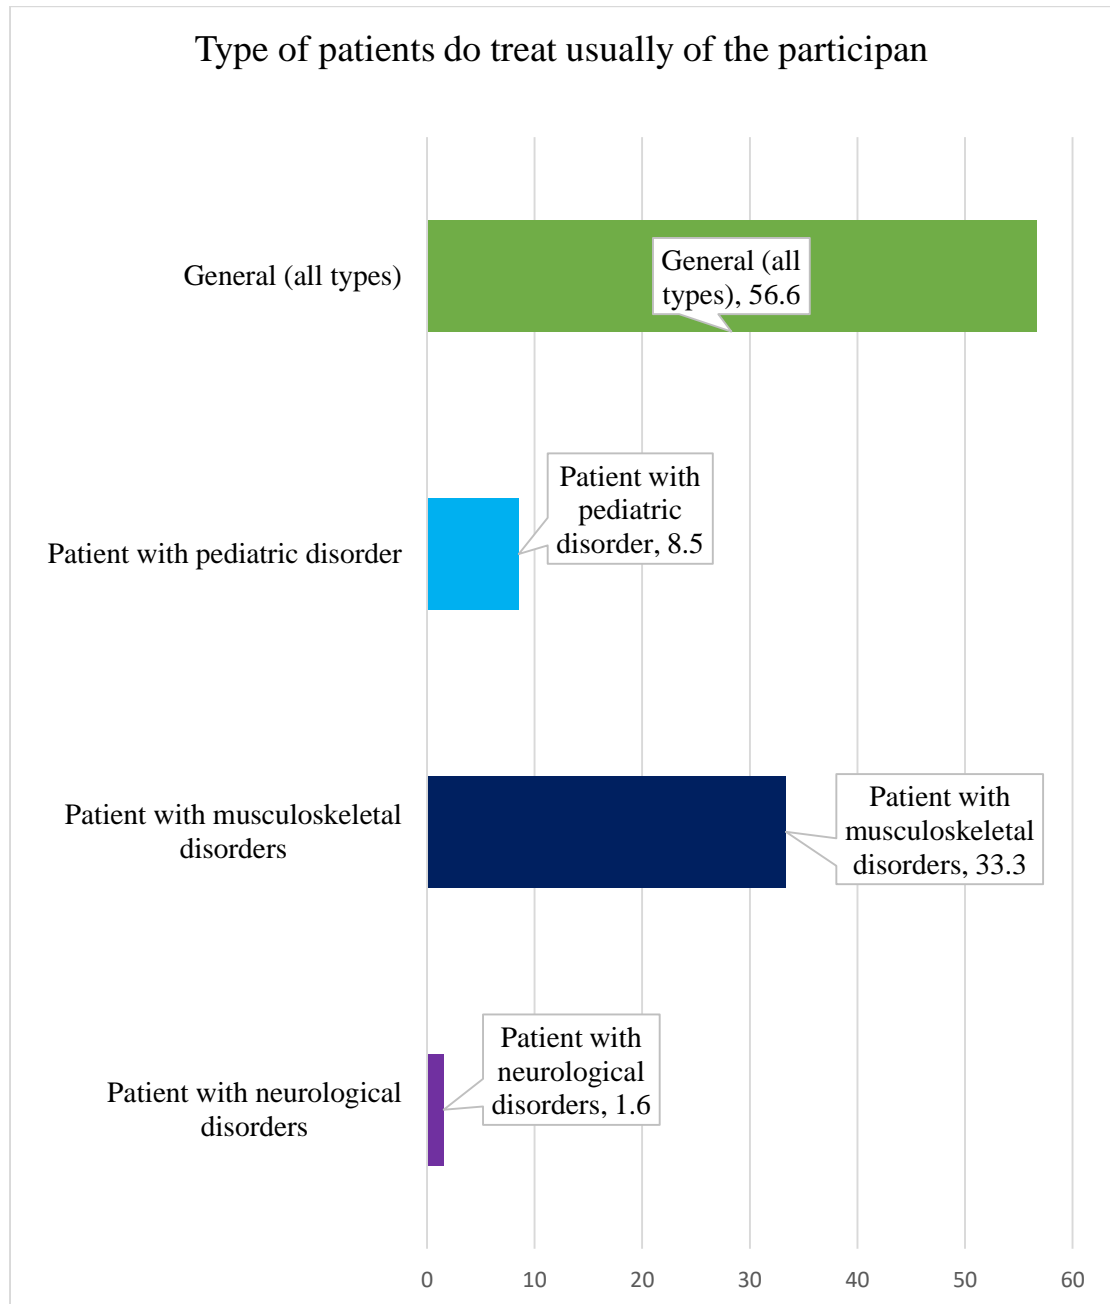 Type of patients do treat usually of the participan
General (all types)
General (all
types), 56.6
Patient with pediatric disorder
Patient with
pediatric
disorder, 8.5
Patient with musculoskeletal
disorders
Patient with
musculoskeletal
disorders, 33.3
Patient with neurological
disorders
Patient with
neurological
disorders, 1.6
0 10 20 30 40 50 60